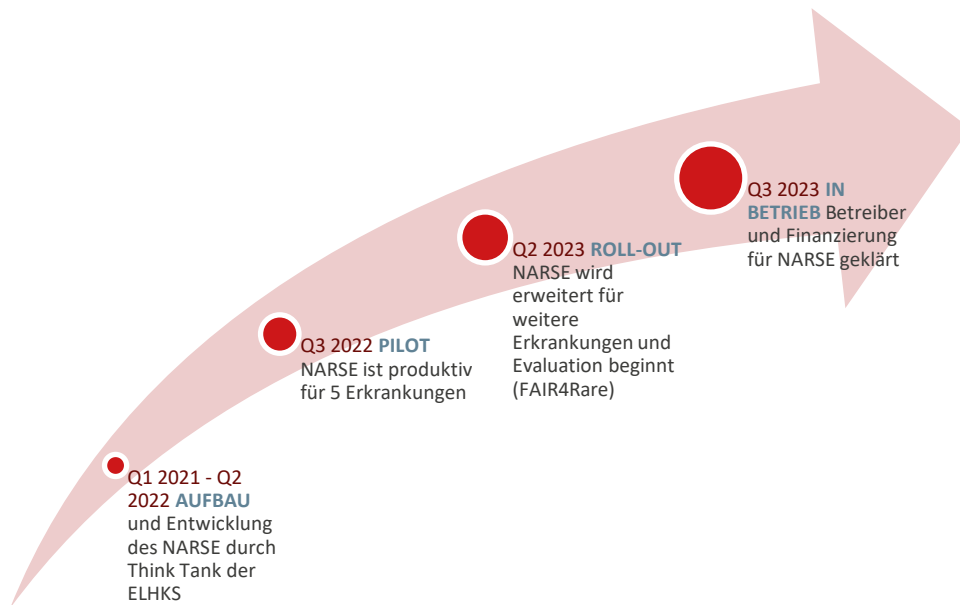 Q3 2023 IN
BETRIEB Betreiber
und Finanzierung
für NARSE geklärt
Q2 2023 ROLL-OUT
NARSE wird
erweitert für
weitere
Erkrankungen und
Evaluation beginnt
(FAIR4Rare)
Q3 2022 PILOT
NARSE ist produktiv
für 5 Erkrankungen
Q1 2021 - Q2
2022 AUFBAU
und Entwicklung
des NARSE durch
Think Tank der
ELHKS